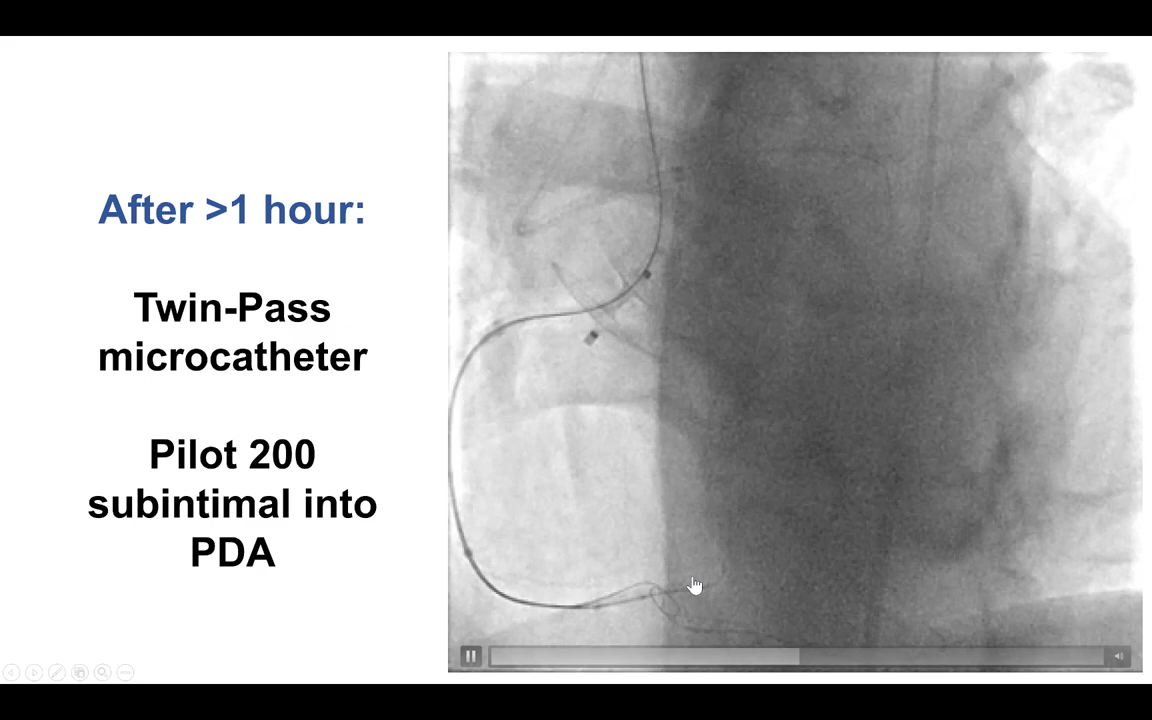 After >1 hour:
Twin-Pass
microcatheter
Pilot 200
subintimal into
PDA